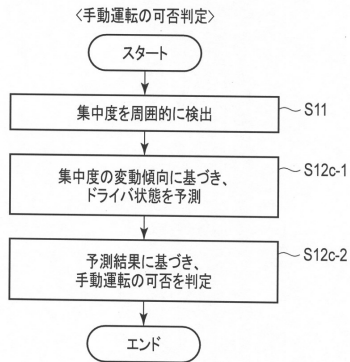 〈手動運転の可否判定〉
スタート
集中度を周囲的に検出
S11
集中度の変動傾向に基づき、
ドライバ状態を予測
S12c-1
予測結果に基づき、
手動運転の可否を判定
S12c-2
エンド